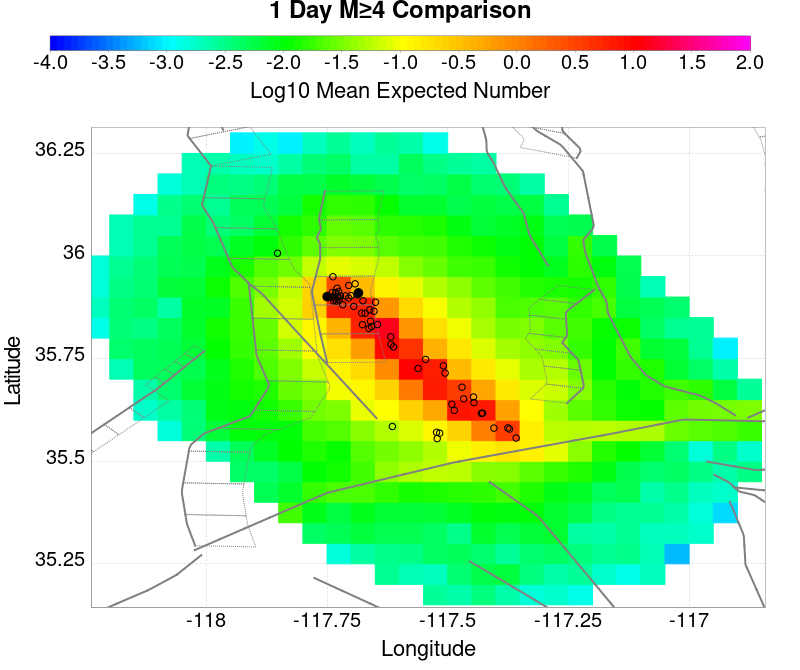 1 Day M≥4 Comparison
-4.0 -3.5 -3.0 -2.5 -2.0 -1.5 -1.0 -0.5 0.0 0.5 1.0 1.5 2.0
Log10 Mean Expected Number
36.25
36
35.75
35.5
35.25
Latitude
-118 -117.75 -117.5 -117.25 -117
Longitude